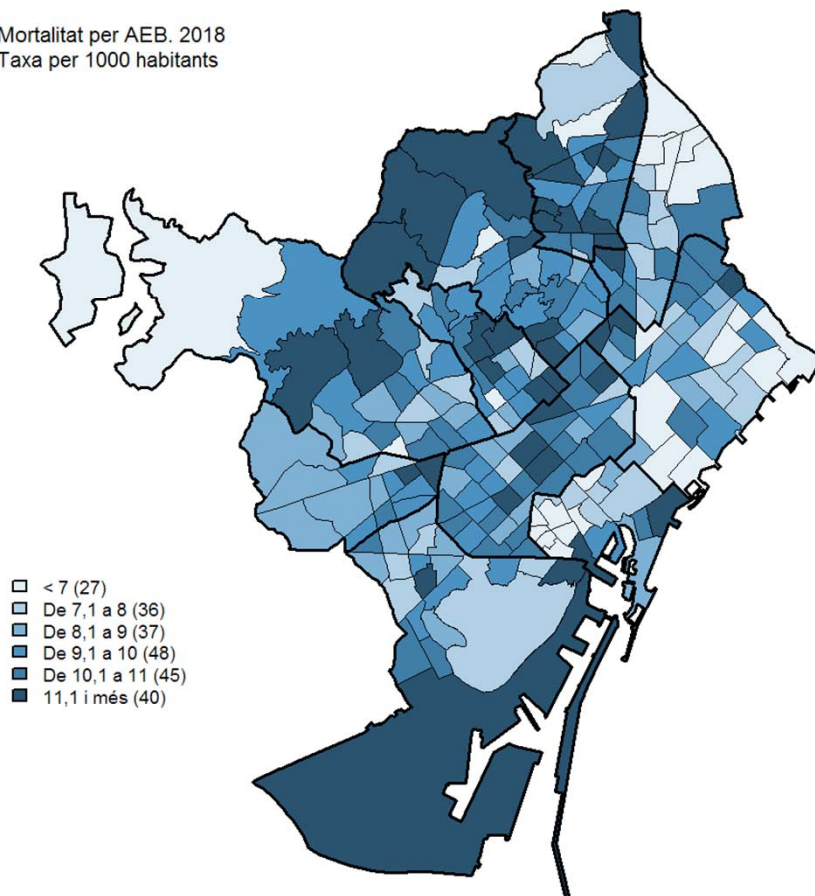 Mortalitat per AEB. 2018
Taxa per 1000 habitants
< 7 (27)
De 7,1 a 8 (36)
De 8,1 a 9 (37)
De 9,1 a 10 (48)
De 10,1 a 11 (45)
11,1 i més (40)